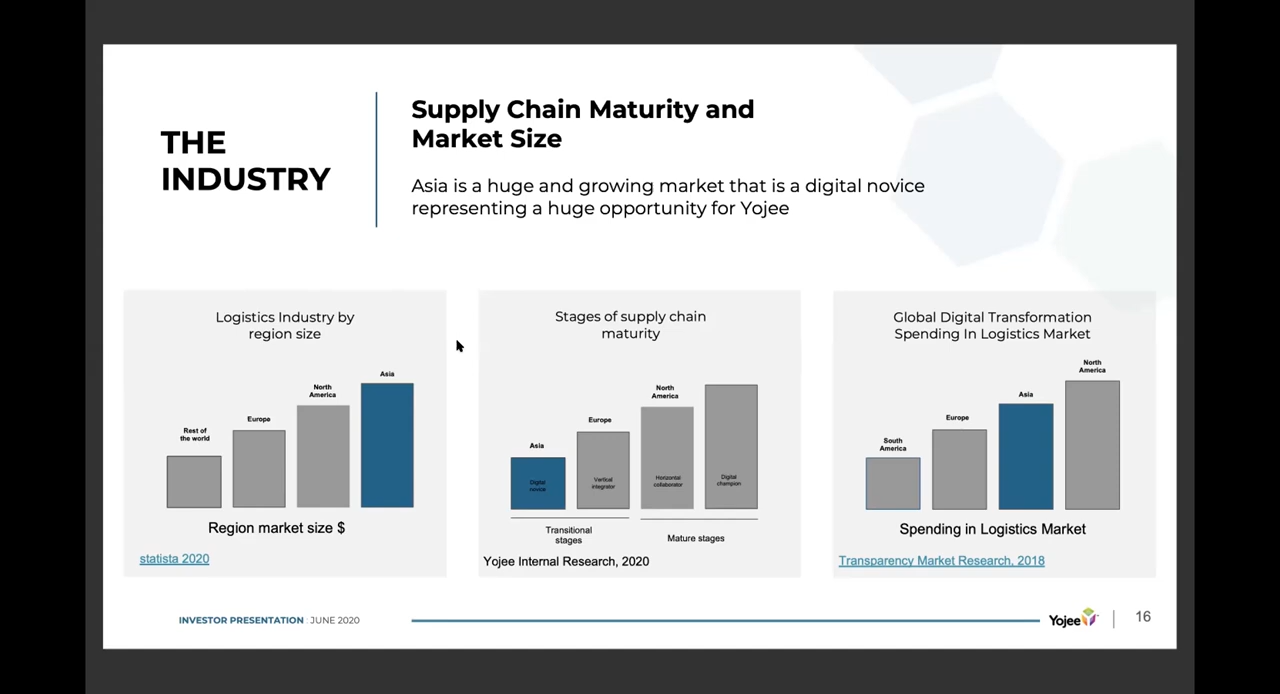 THE
INDUSTRY
Supply Chain Maturity and
Market Size
Asia is a huge and growing market that is a digital novice
representing a huge opportunity for Yojee
Logistics Industry by
region size
Rest of
the world
Europe
North
America
Asia
Region market size $
statista 2020
Stages of supply chain
maturity
Asia
Europe
North
America
Digital
novice
Vertical
integrator
Horizontal
collaborator
Digital
champion
Transitional
stages
Mature stages
Yojee Internal Research, 2020
Global Digital Transformation
Spending In Logistics Market
South
America
Europe
Asia
North
America
Spending in Logistics Market
Transparency Market Research, 2018
INVESTOR PRESENTATION JUNE 2020
Yojee
16